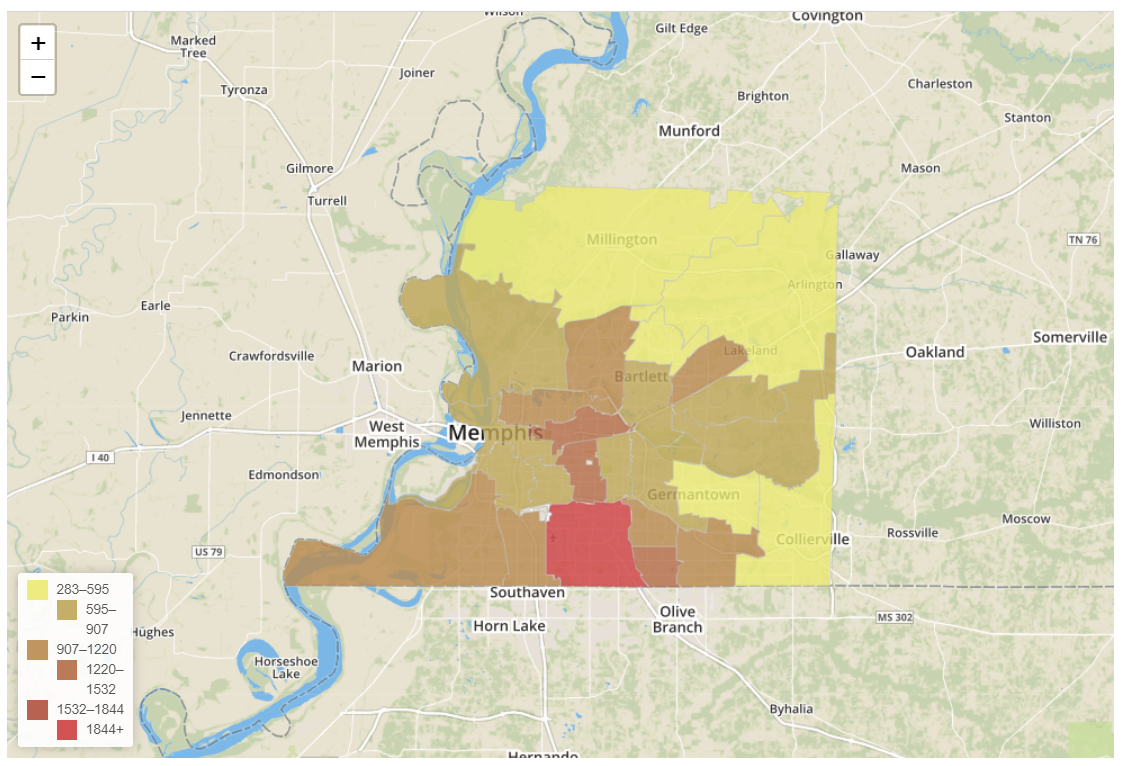 Wilson
Covington
+
Gilt Edge
Marked
Tree
Joiner
−
Tyronza
Charleston
Brighton
Stanton
Munford
Gilmore
Mason
Turrell
Millington
TN 76
Gallaway
Arlington
Earle
Parkin
Somerville
Lakeland
Oakland
Crawfordsville
Marion
Bartlett
Jennette
West
Memphis
Memphis
Williston
I 40
Edmondson
Germantown
Moscow
Rossville
Collierville
US 79
Southaven
Horn Lake
Olive
Branch
MS 302
Hughes
Horseshoe
Lake
Byhalia
Hernando
283–595
595–
907
907–1220
1220–
1532
1532–1844
1844+